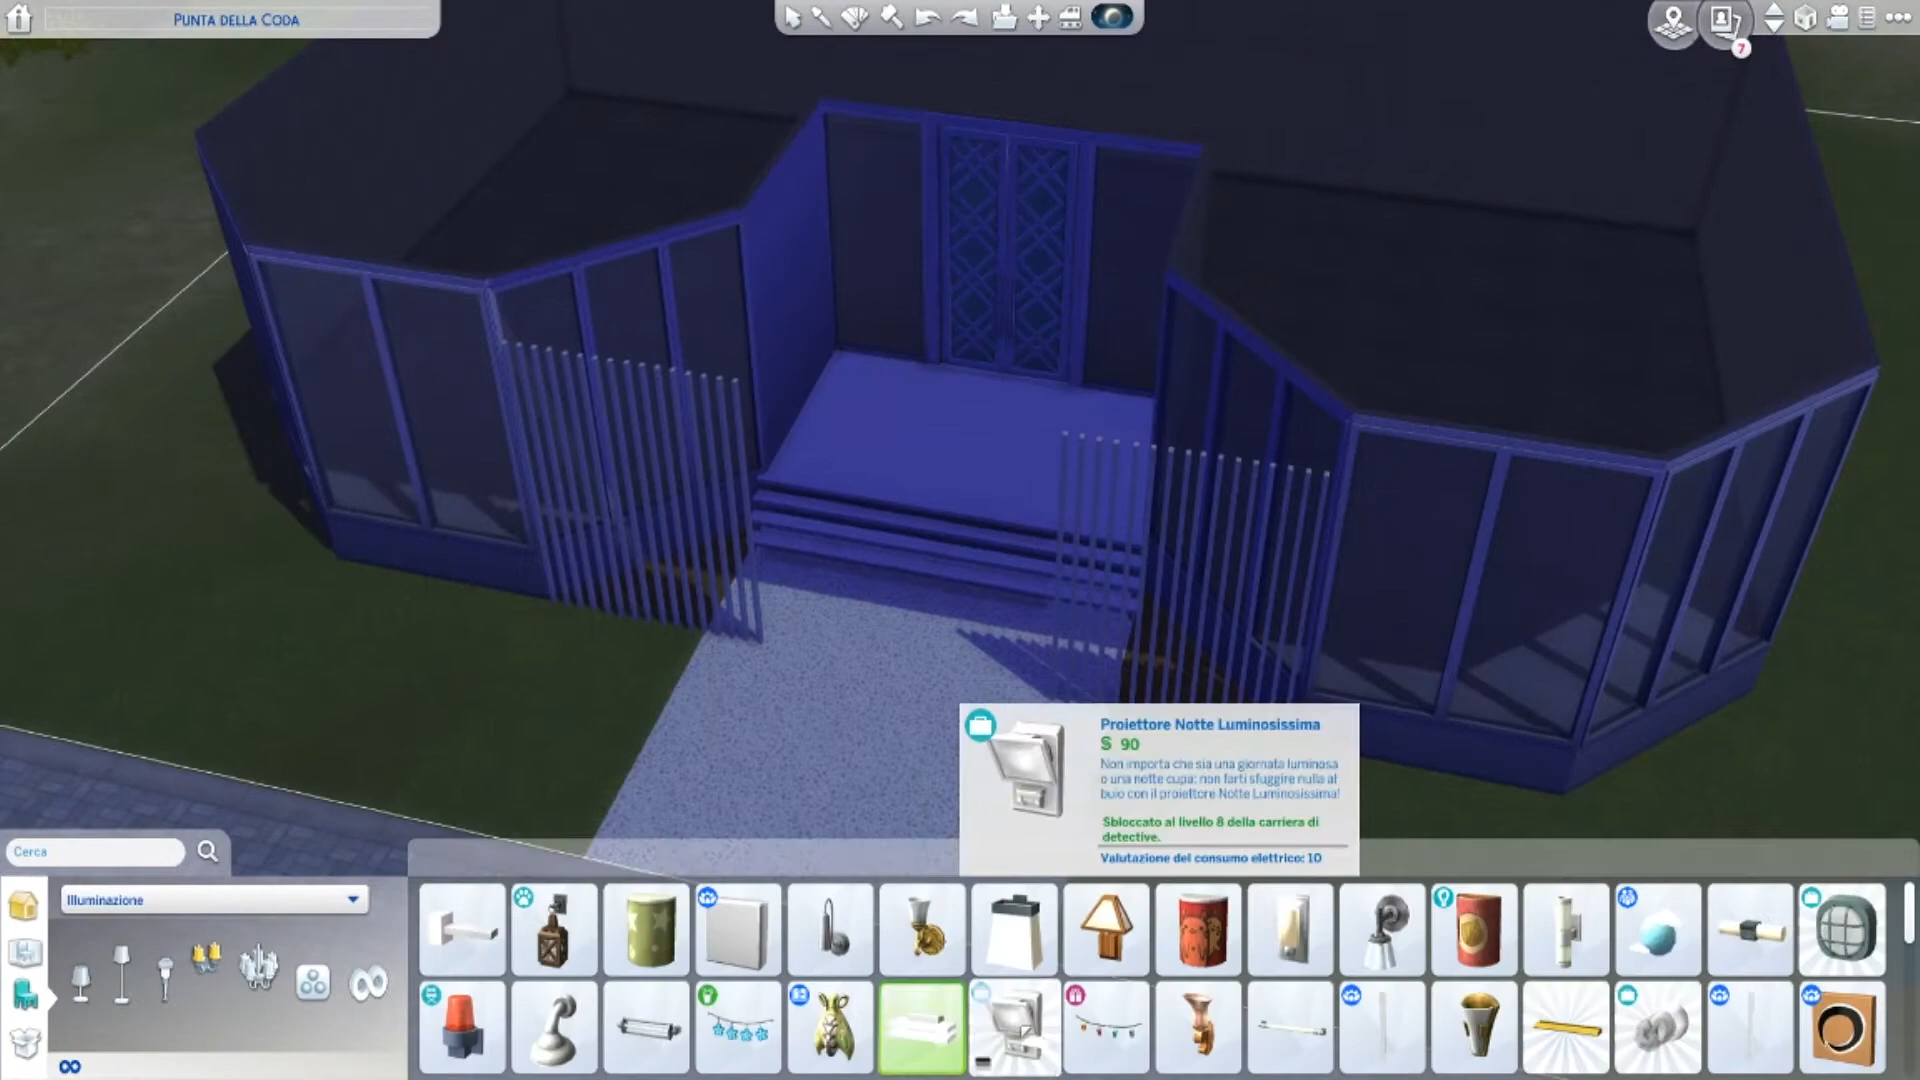 PUNTA DELLA CODA
7
Proiettore Notte Luminosissima
§ 90
Non importa che sia una giornata luminosa
o una notte cupa: non farti sfuggire nulla al
buio con il proiettore Notte Luminosissima!
Sbloccato al livello 8 della carriera di
detective.
Valutazione del consumo elettrico: 10
Cerca
Illuminazione